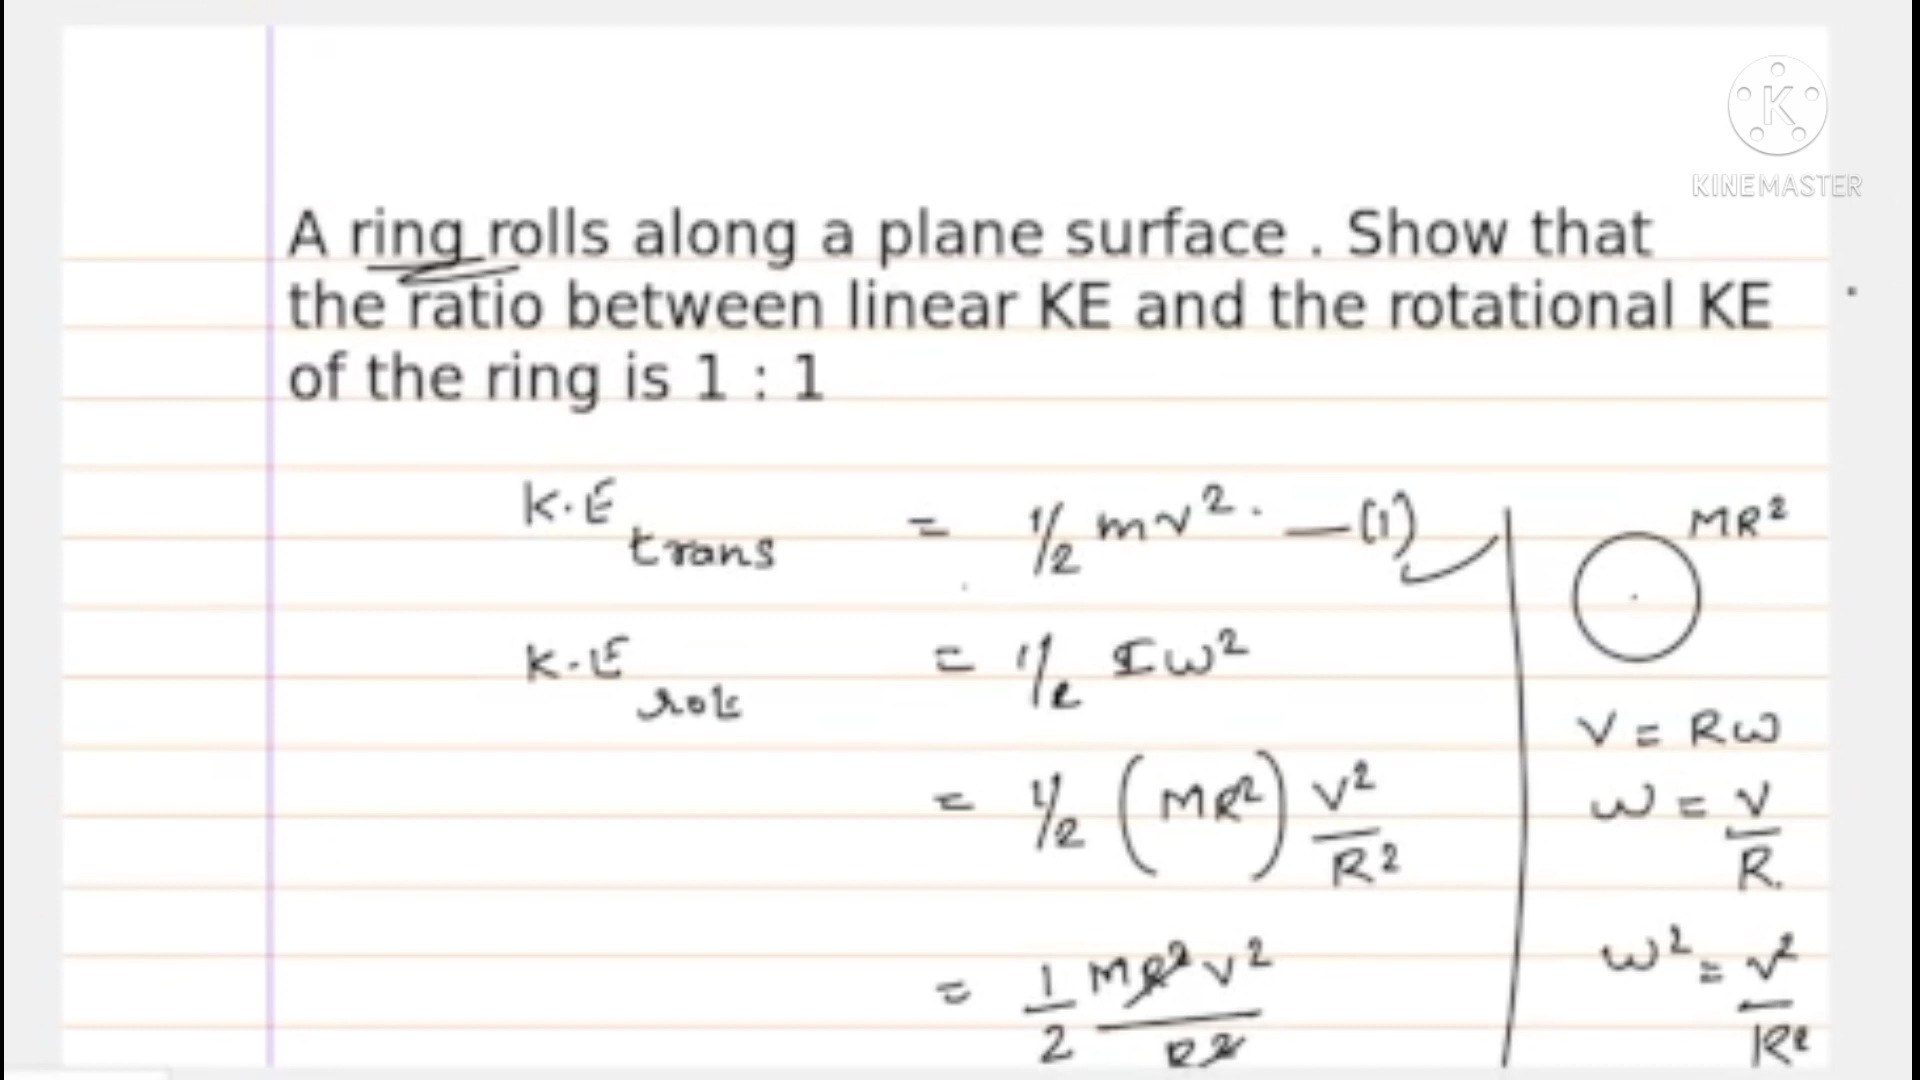 K
KINEMASTER
A ring rolls along a plane surface . Show that
the ratio between linear KE and the rotational KE
of the ring is 1 : 1
K.E trans = 1/2 mv². —(1)
MR²
K.E rot = 1/2 Iω²
V = Rω
= 1/2 (MR²) V²/R²
ω = V/R.
= 1/2 MR²V²/R²
ω² = V²/R²